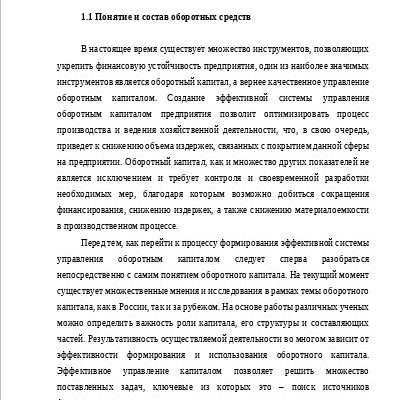 1.1 Понятие и состав оборотных средств
В настоящее время существует множество инструментов, позволяющих
укрепить финансовую устойчивость предприятия, один из наиболее значимых
инструментов является оборотный капитал, а вернее качественное управление
оборотным капиталом. Создание эффективной системы управления
оборотным капиталом предприятия позволит оптимизировать процесс
производства и ведения хозяйственной деятельности, что, в свою очередь,
приведет к снижению объема издержек, связанных с покрытием данной сферы
на предприятии. Оборотный капитал, как и множество других показателей не
является исключением и требует контроля и своевременной разработки
необходимых мер, благодаря которым возможно добиться сокращения
финансирования, снижению издержек, а также снижению материалоемкости
в производственном процессе.
Перед тем, как перейти к процессу формирования эффективной системы
управления оборотным капиталом следует сперва разобраться
непосредственно с самим понятием оборотного капитала. На текущий момент
существует множественные мнения и исследования в рамках темы оборотного
капитала, как в России, так и за рубежом. На основе работы различных ученых
можно определить важность роли капитала, его структуры и составляющих
частей. Результативность осуществляемой деятельности во многом зависит от
эффективности формирования и использования оборотного капитала.
Эффективное управление капиталом позволяет решить множество
поставленных задач, ключевые из которых это – поиск источников